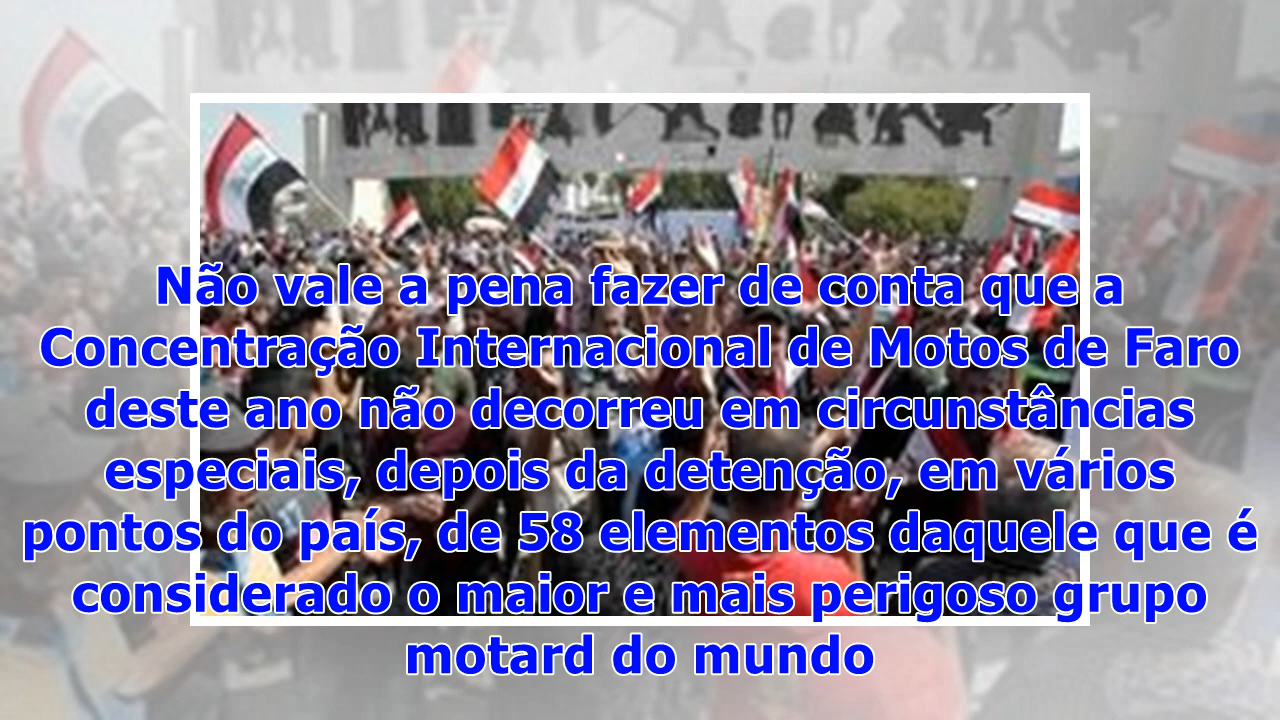 Não vale a pena fazer de conta que a
Concentração Internacional de Motos de Faro
deste ano não decorreu em circunstâncias
especiais, depois da detenção, em vários
pontos do país, de 58 elementos daquele que é
considerado o maior e mais perigoso grupo
motard do mundo